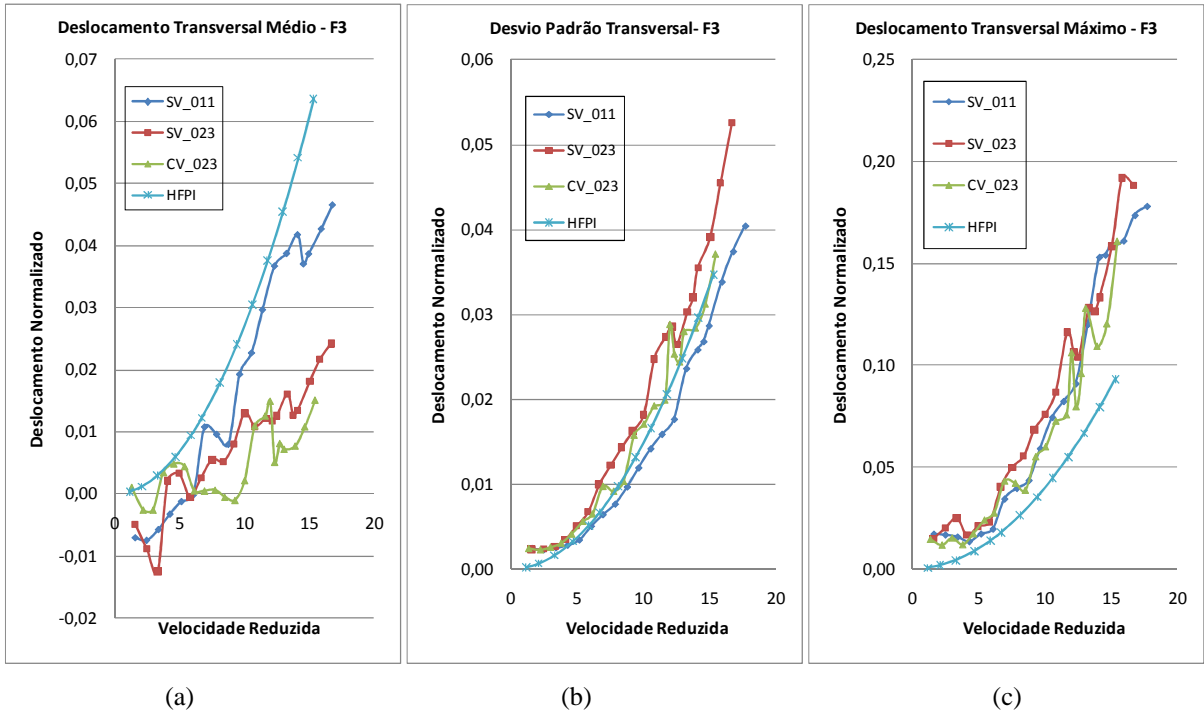 Deslocamento Transversal Médio - F3
0,07
0,06
0,05
0,04
0,03
0,02
0,01
0,00
-0,01
-0,02
0
5
10
15
20
Deslocamento Normalizado
Velocidade Reduzida
SV_011
SV_023
CV_023
HFPI
(a)
Desvio Padrão Transversal- F3
0,06
0,05
0,04
0,03
0,02
0,01
0,00
0
5
10
15
20
Deslocamento Normalizado
Velocidade Reduzida
SV_011
SV_023
CV_023
HFPI
(b)
Deslocamento Transversal Máximo - F3
0,25
0,20
0,15
0,10
0,05
0,00
0
5
10
15
20
Deslocamento Normalizado
Velocidade Reduzida
SV_011
SV_023
CV_023
HFPI
(c)